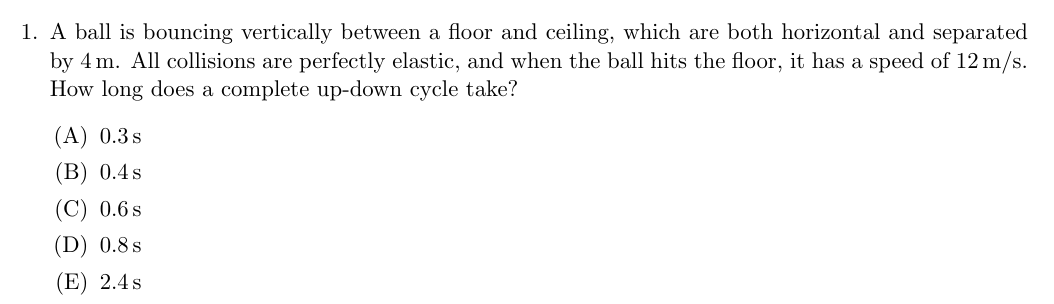 1. A ball is bouncing vertically between a floor and ceiling, which are both horizontal and separated
by 4 m. All collisions are perfectly elastic, and when the ball hits the floor, it has a speed of 12 m/s.
How long does a complete up-down cycle take?
(A) 0.3 s
(B) 0.4 s
(C) 0.6 s
(D) 0.8 s
(E) 2.4 s